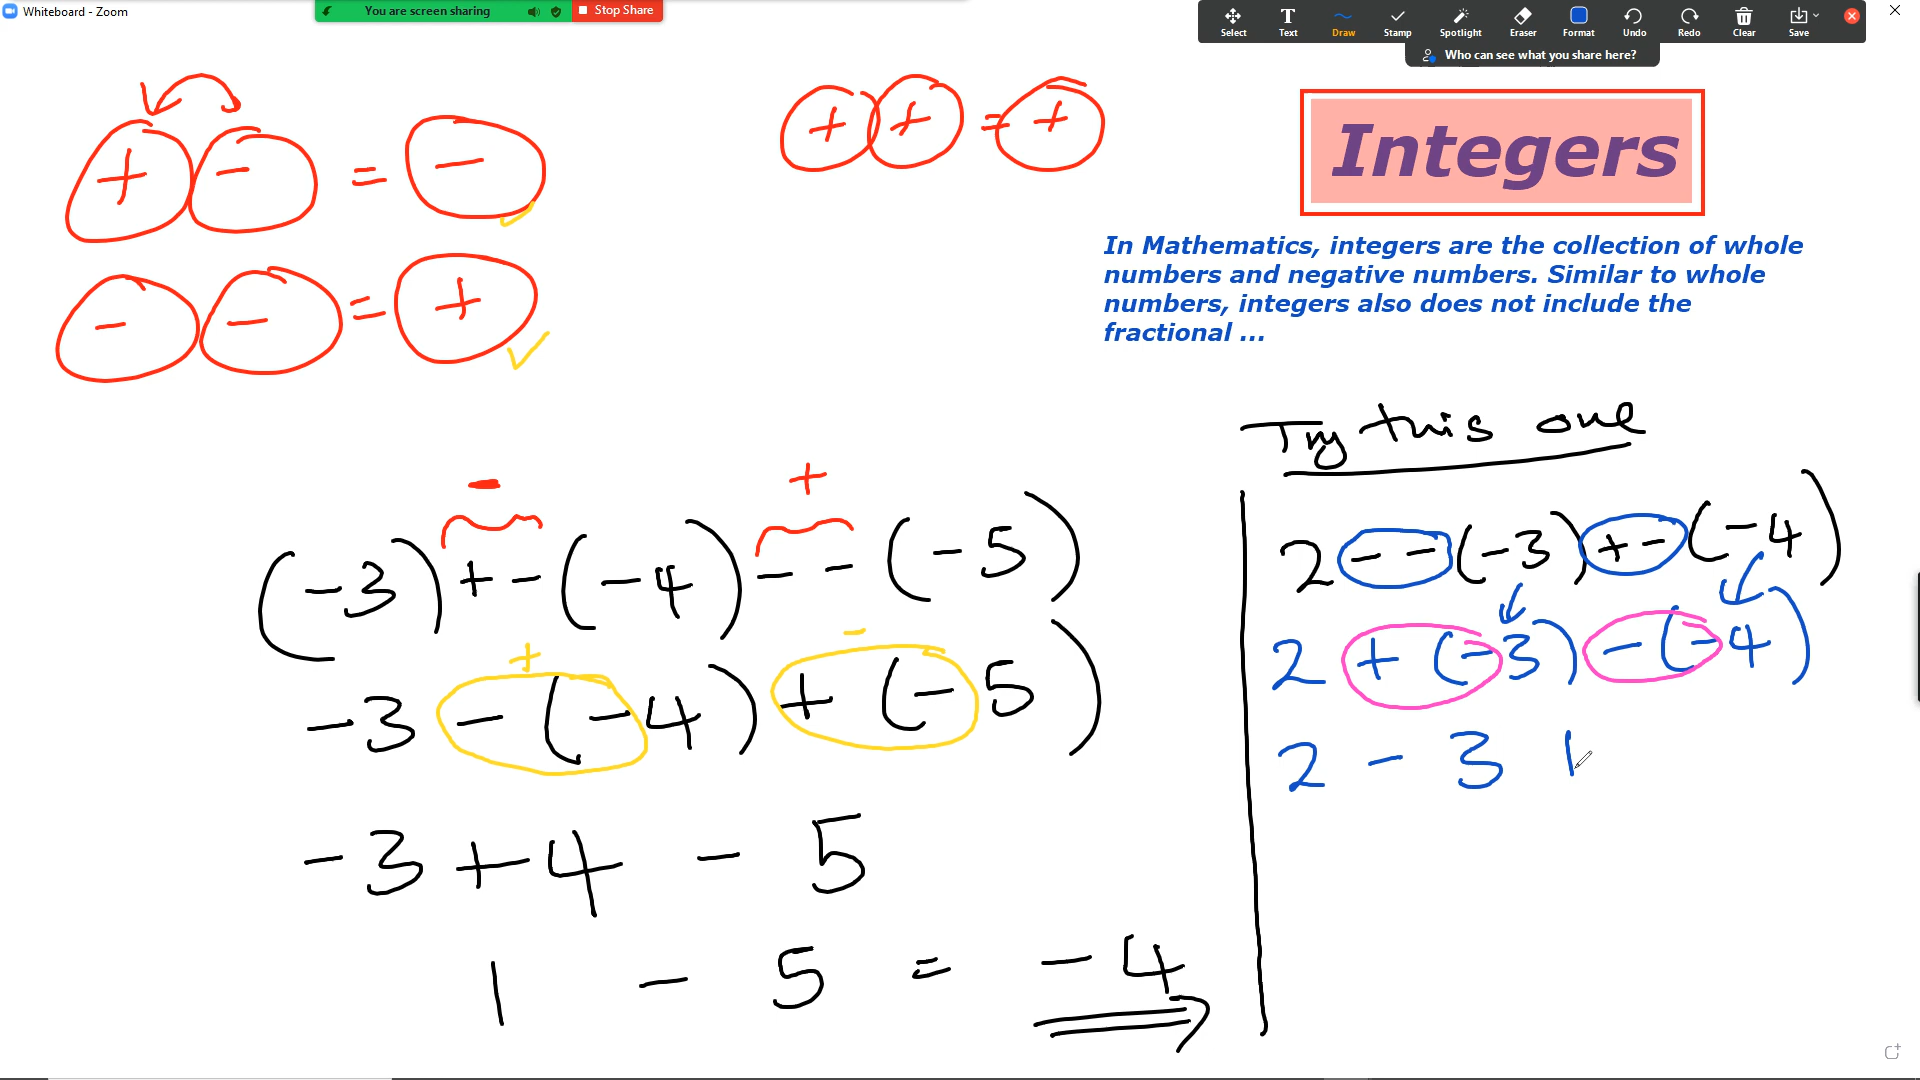 Whiteboard - Zoom
You are screen sharing
Stop Share
Select
Text
Draw
Stamp
Spotlight
Eraser
Format
Undo
Redo
Clear
Save
Who can see what you share here?
+ - = -
+ + = +
- - = +
Integers
In Mathematics, integers are the collection of whole
numbers and negative numbers. Similar to whole
numbers, integers also does not include the
fractional ...
- +
(-3) + - (-4) - - (-5)
+ -
-3 - (-4) + (-5)
-3 + 4 - 5
1 - 5 = -4
Try this one
2 - - (-3) + - (-4)
2 + (-3) - (-4)
2 - 3